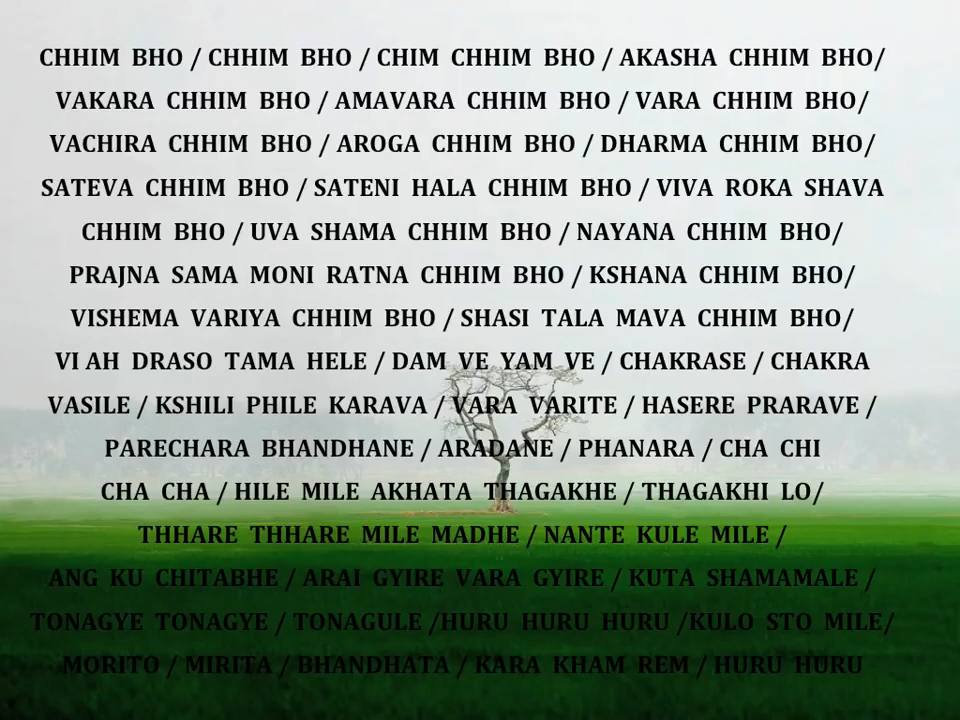 CHHIM BHO / CHHIM BHO / CHIM CHHIM BHO / AKASHA CHHIM BHO/
VAKARA CHHIM BHO / AMAVARA CHHIM BHO / VARA CHHIM BHO/
VACHIRA CHHIM BHO / AROGA CHHIM BHO / DHARMA CHHIM BHO/
SATEVA CHHIM BHO / SATENI HALA CHHIM BHO / VIVA ROKA SHAVA
CHHIM BHO / UVA SHAMA CHHIM BHO / NAYANA CHHIM BHO/
PRAJNA SAMA MONI RATNA CHHIM BHO / KSHANA CHHIM BHO/
VISHEMA VARIYA CHHIM BHO / SHASI TALA MAVA CHHIM BHO/
VI AH DRASO TAMA HELE / DAM VE YAM VE / CHAKRASE / CHAKRA
VASILE / KSHILI PHILE KARAVA / VARA VARITE / HASERE PRARAVE /
PARECHARA BHANDHANE / ARADANE / PHANARA / CHA CHI
CHA CHA / HILE MILE AKHATA THAGAKHE / THAGAKHI LO/
THHARE THHARE MILE MADHE / NANTE KULE MILE /
ANG KU CHITABHE / ARAI GYIRE VARA GYIRE / KUTA SHAMAMALE /
TONAGYE TONAGYE / TONAGULE /HURU HURU HURU /KULO STO MILE/
MORITO / MIRITA / BHANDHATA / KARA KHAM REM / HURU HURU